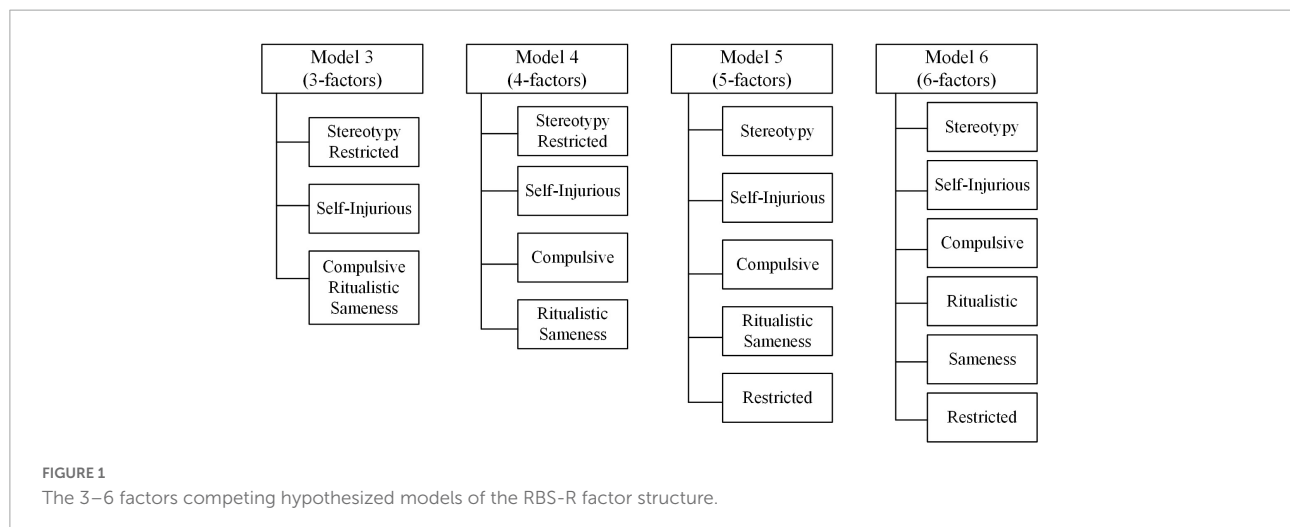 Model 3
(3-factors)
Stereotypy
Restricted
Self-Injurious
Compulsive
Ritualistic
Sameness
Model 4
(4-factors)
Stereotypy
Restricted
Self-Injurious
Compulsive
Ritualistic
Sameness
Model 5
(5-factors)
Stereotypy
Self-Injurious
Compulsive
Ritualistic
Sameness
Restricted
Model 6
(6-factors)
Stereotypy
Self-Injurious
Compulsive
Ritualistic
Sameness
Restricted
FIGURE 1
The 3–6 factors competing hypothesized models of the RBS-R factor structure.